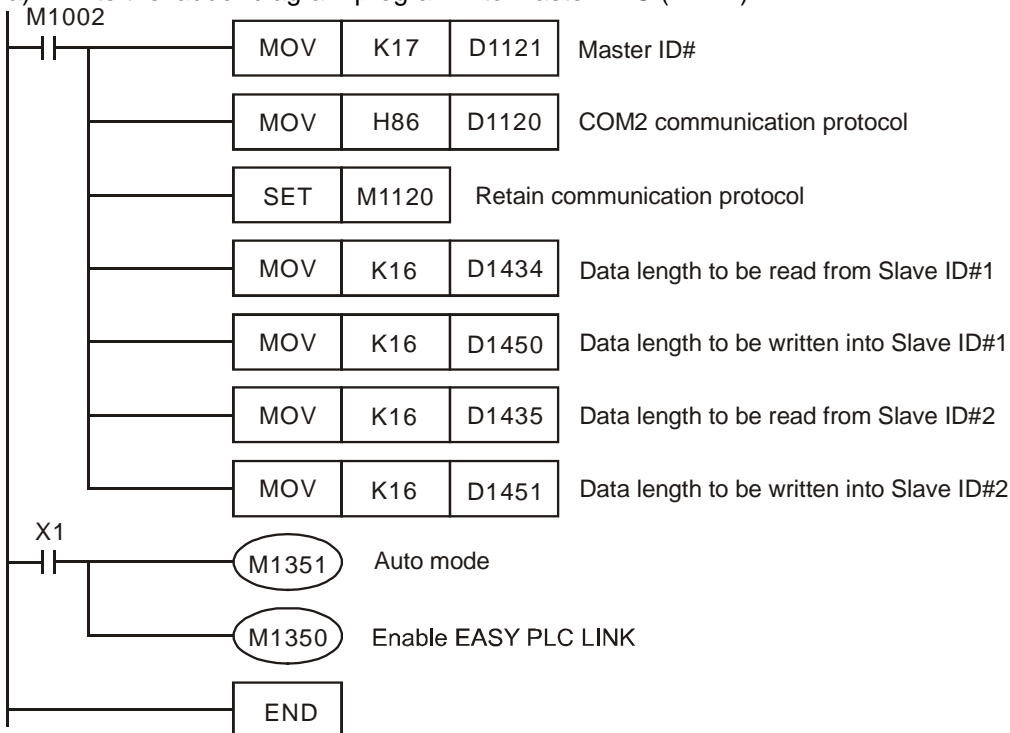 M1002
MOV K17 D1121 Master ID#
MOV H86 D1120 COM2 communication protocol
SET M1120 Retain communication protocol
MOV K16 D1434 Data length to be read from Slave ID#1
MOV K16 D1450 Data length to be written into Slave ID#1
MOV K16 D1435 Data length to be read from Slave ID#2
MOV K16 D1451 Data length to be written into Slave ID#2
X1
M1351 Auto mode
M1350 Enable EASY PLC LINK
END